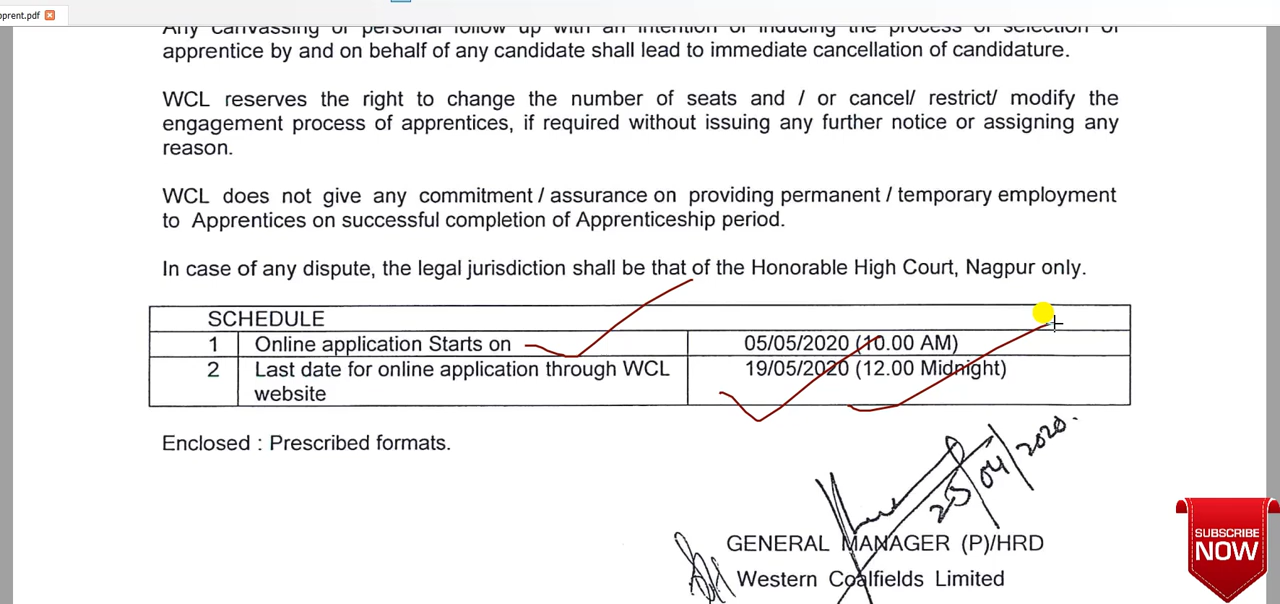 pprent.pdf
Any canvassing or personal follow up with an intention of inducing the process of selection of
apprentice by and on behalf of any candidate shall lead to immediate cancellation of candidature.
WCL reserves the right to change the number of seats and / or cancel/ restrict/ modify the
engagement process of apprentices, if required without issuing any further notice or assigning any
reason.
WCL does not give any commitment / assurance on providing permanent / temporary employment
to Apprentices on successful completion of Apprenticeship period.
In case of any dispute, the legal jurisdiction shall be that of the Honorable High Court, Nagpur only.
SCHEDULE
1 Online application Starts on 05/05/2020 (10.00 AM)
2 Last date for online application through WCL 19/05/2020 (12.00 Midnight)
website
Enclosed : Prescribed formats.
25/04/2020.
GENERAL MANAGER (P)/HRD
Western Coalfields Limited
SUBSCRIBE
NOW